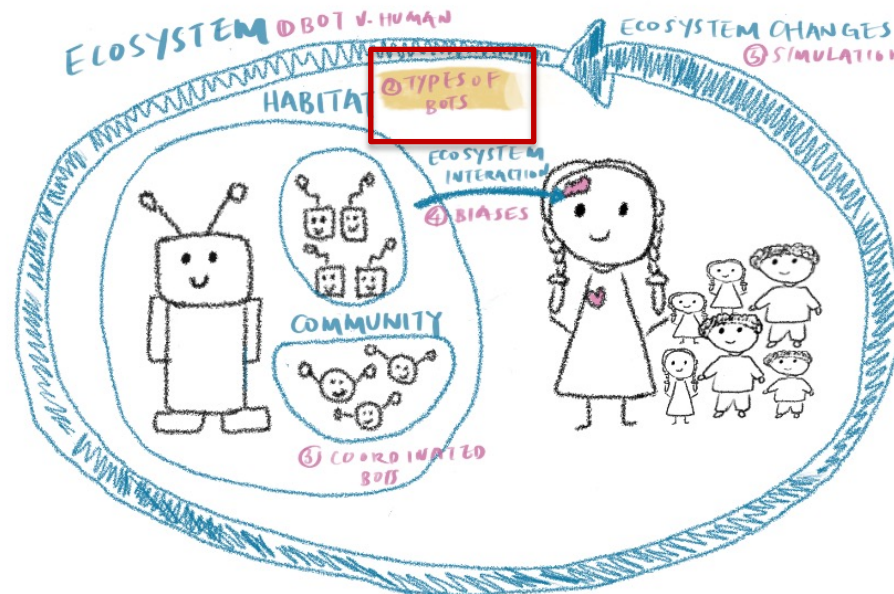 ECOSYSTEM ① BOT V. HUMAN
ECOSYSTEM CHANGES
⑤ SIMULATION
HABITAT
② TYPES OF
BOTS
ECOSYSTEM
INTERACTION
④ BIASES
COMMUNITY
③ COORDINATED
BOTS